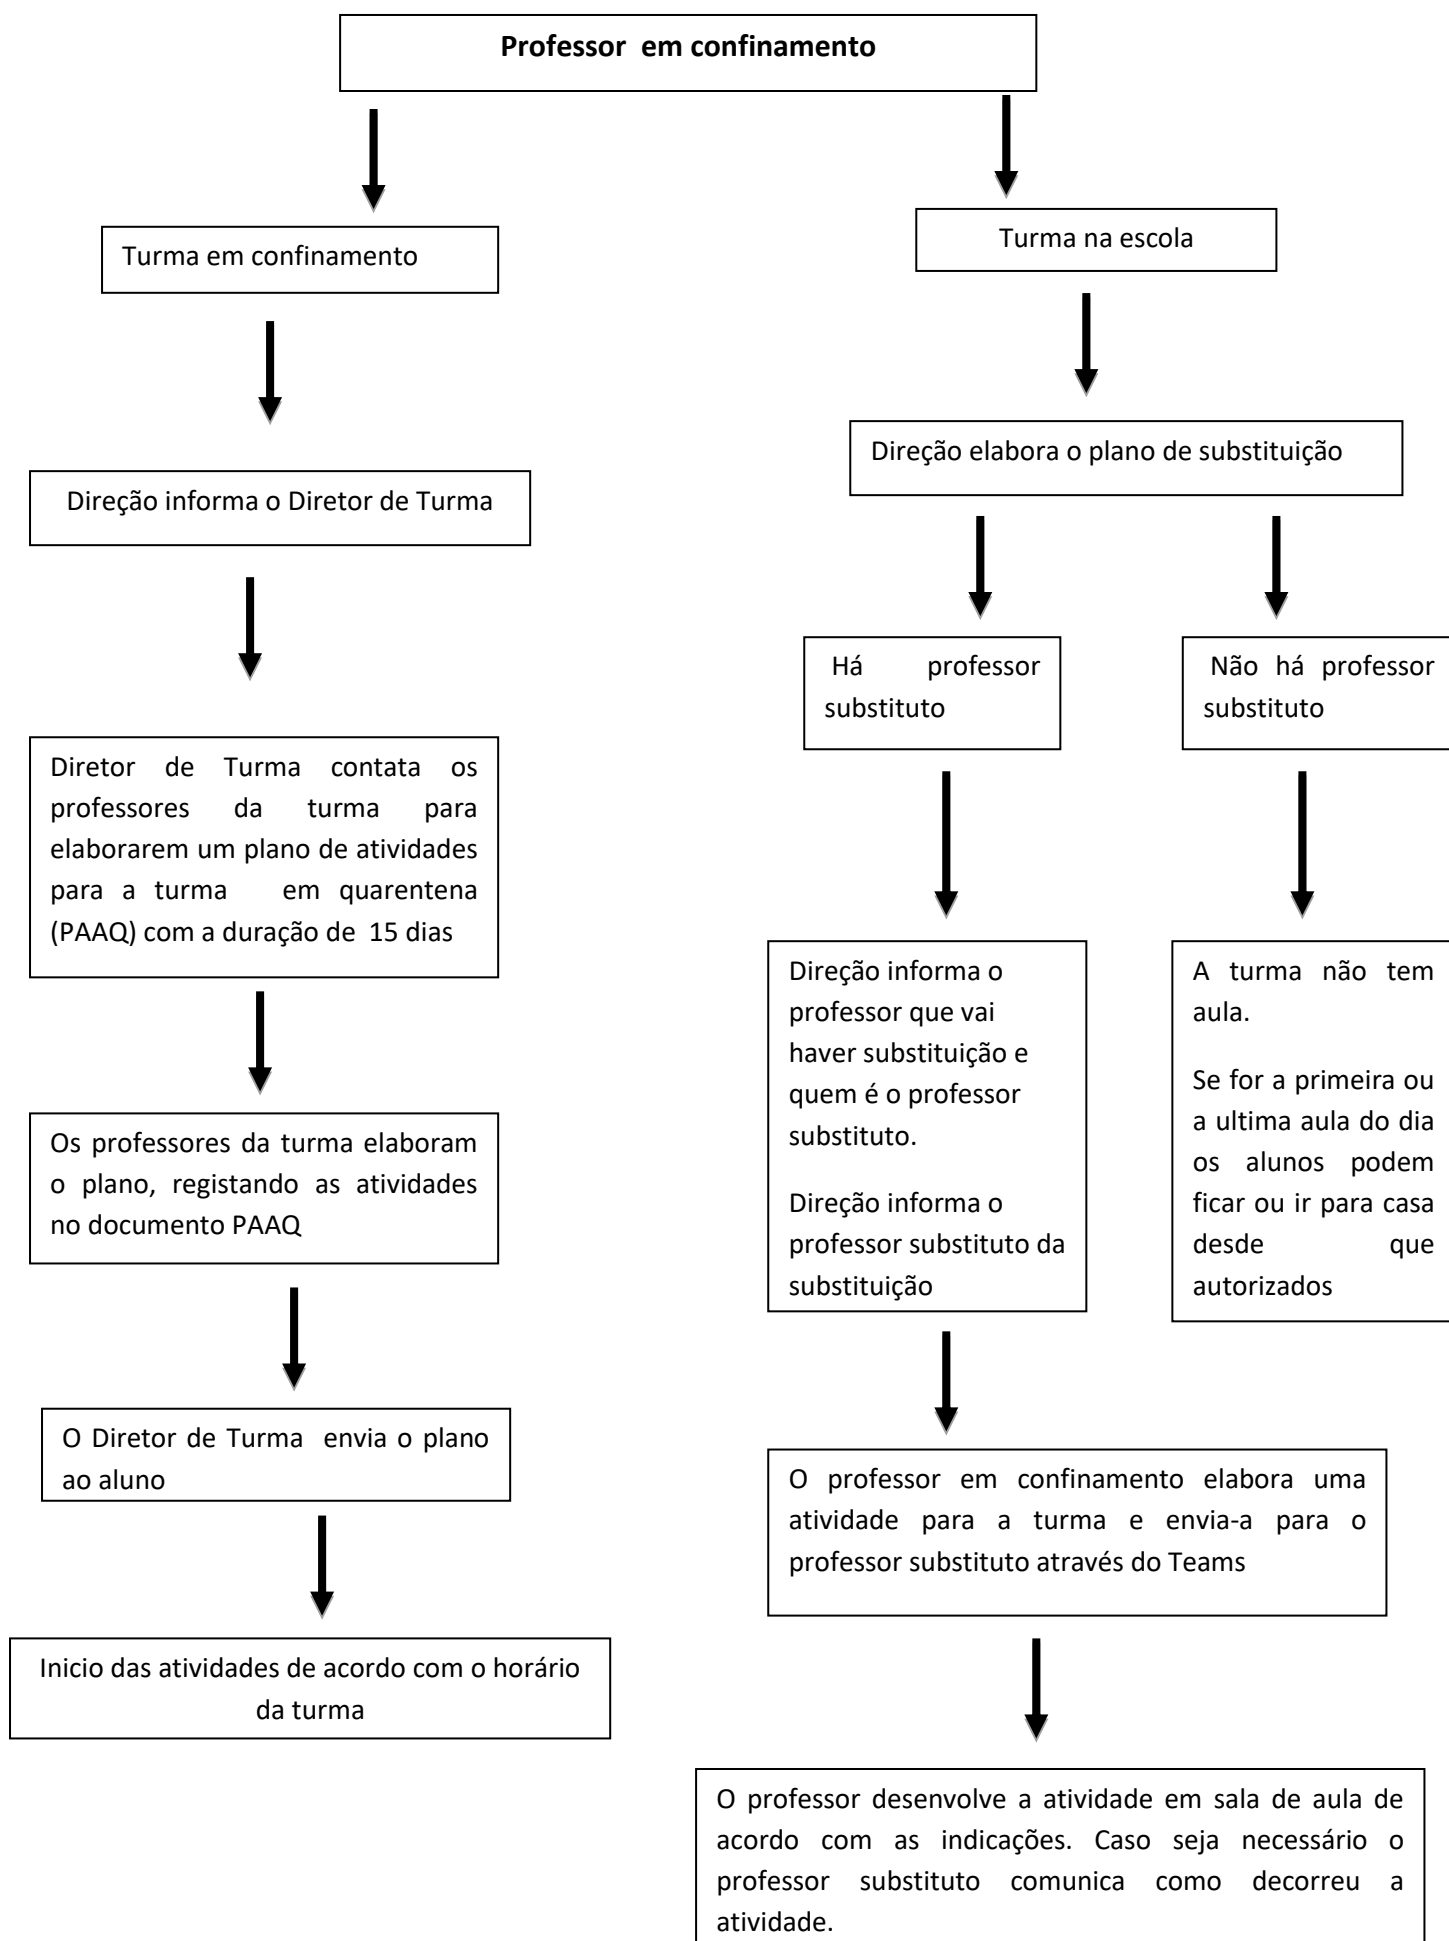 Professor em confinamento
Turma em confinamento
Direção informa o Diretor de Turma
Diretor de Turma contata os
professores da turma para
elaborarem um plano de atividades
para a turma em quarentena
(PAAQ) com a duração de 15 dias
Os professores da turma elaboram
o plano, registando as atividades
no documento PAAQ
O Diretor de Turma envia o plano
ao aluno
Inicio das atividades de acordo com o horário
da turma
Turma na escola
Direção elabora o plano de substituição
Há professor
substituto
Direção informa o
professor que vai
haver substituição e
quem é o professor
substituto.
Direção informa o
professor substituto da
substituição
O professor em confinamento elabora uma
atividade para a turma e envia-a para o
professor substituto através do Teams
O professor desenvolve a atividade em sala de aula de
acordo com as indicações. Caso seja necessário o
professor substituto comunica como decorreu a
atividade.
Não há professor
substituto
A turma não tem
aula.
Se for a primeira ou
a ultima aula do dia
os alunos podem
ficar ou ir para casa
desde que
autorizados